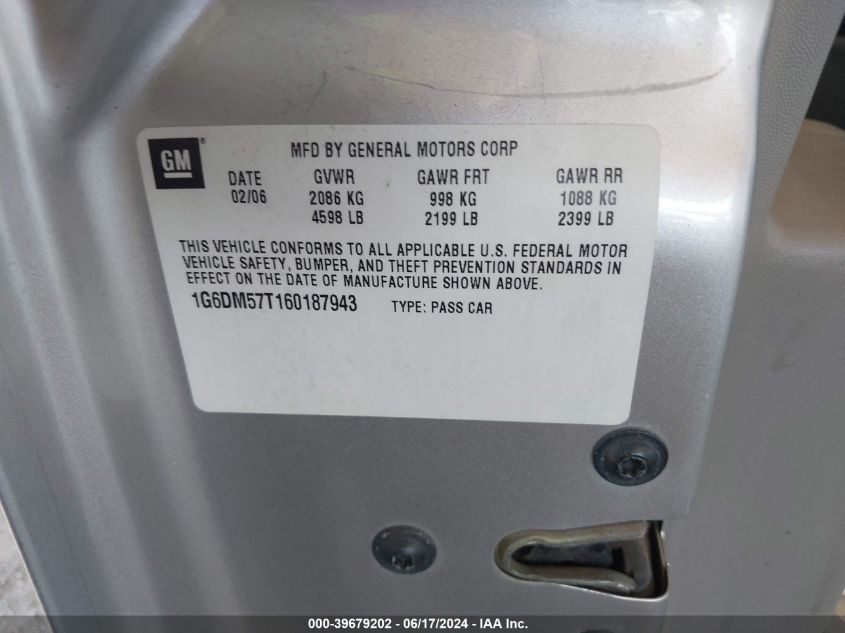 GM
MFD BY GENERAL MOTORS CORP
DATE GVWR GAWR FRT GAWR RR
02/06 2086 KG 998 KG 1088 KG
4598 LB 2199 LB 2399 LB
THIS VEHICLE CONFORMS TO ALL APPLICABLE U.S. FEDERAL MOTOR
VEHICLE SAFETY, BUMPER, AND THEFT PREVENTION STANDARDS IN
EFFECT ON THE DATE OF MANUFACTURE SHOWN ABOVE.
1G6DM57T160187943 TYPE: PASS CAR
000-39679202 - 06/17/2024 - IAA Inc.